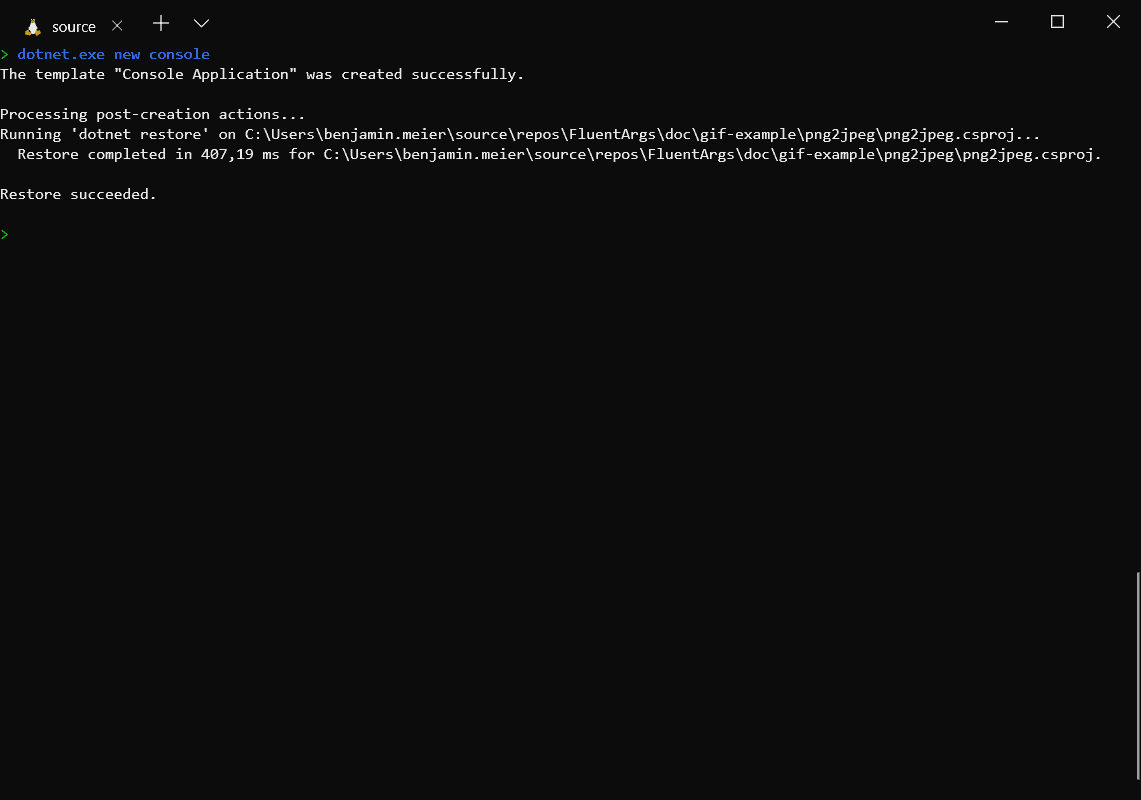 source
> dotnet.exe new console
The template "Console Application" was created successfully.
Processing post-creation actions...
Running 'dotnet restore' on C:\Users\benjamin.meier\source\repos\FluentArgs\doc\gif-example\png2jpeg\png2jpeg.csproj...
Restore completed in 407,19 ms for C:\Users\benjamin.meier\source\repos\FluentArgs\doc\gif-example\png2jpeg\png2jpeg.csproj.
Restore succeeded.
>